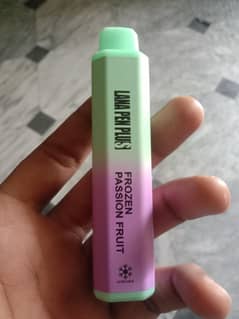 LANA PEN PLUS
FROZEN
PASSION FRUIT